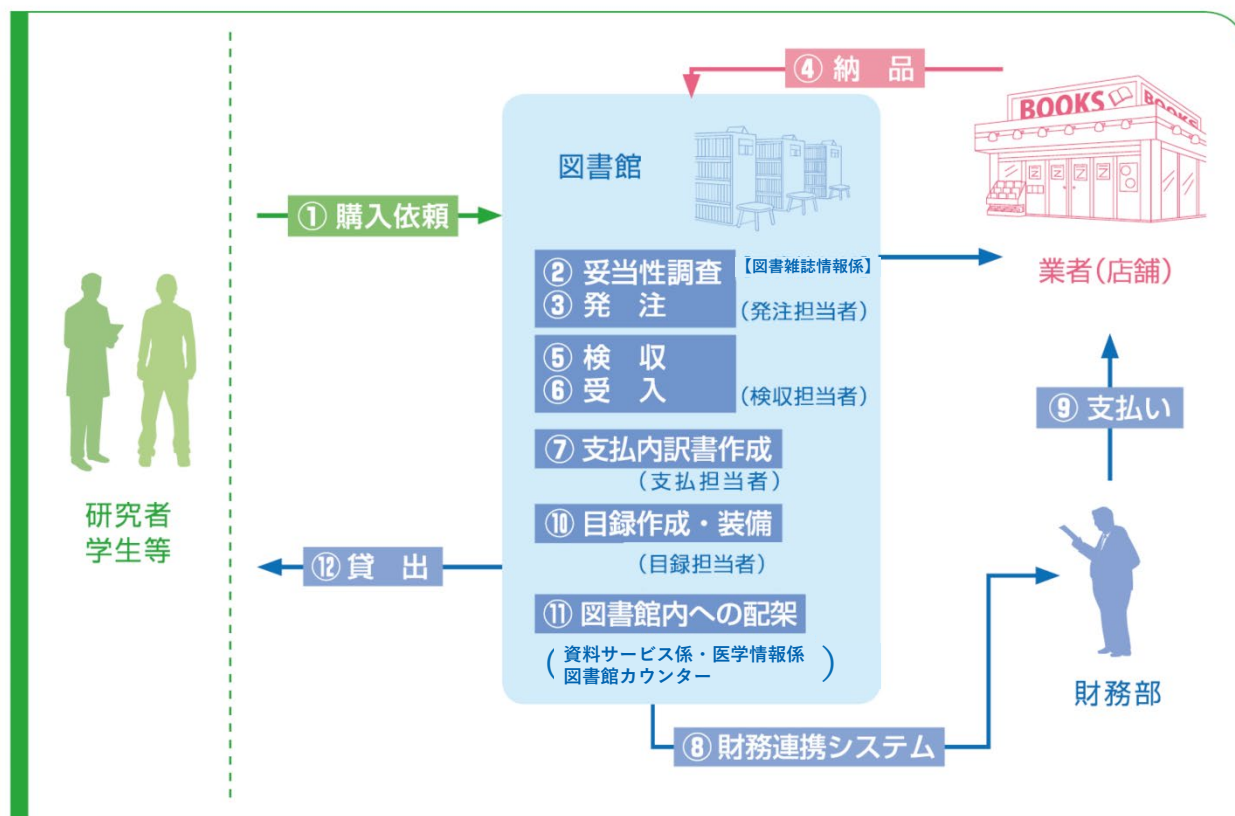 ④ 納 品
BOOKS
BOOKS
図書館
① 購入依頼
② 妥当性調査 【図書雑誌情報係】
③ 発 注 (発注担当者)
業者(店舗)
⑤ 検 収
⑥ 受 入 (検収担当者)
⑨ 支払い
⑦ 支払内訳書作成
(支払担当者)
研究者
学生等
⑩ 目録作成・装備
(目録担当者)
⑫ 貸 出
⑪ 図書館内への配架
(資料サービス係・医学情報係
図書館カウンター)
財務部
⑧ 財務連携システム